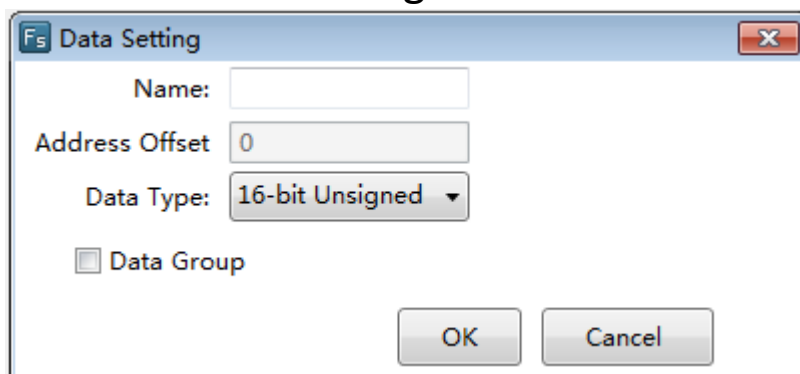 Fs Data Setting
Name:
Address Offset 0
Data Type: 16-bit Unsigned
Data Group
OK Cancel